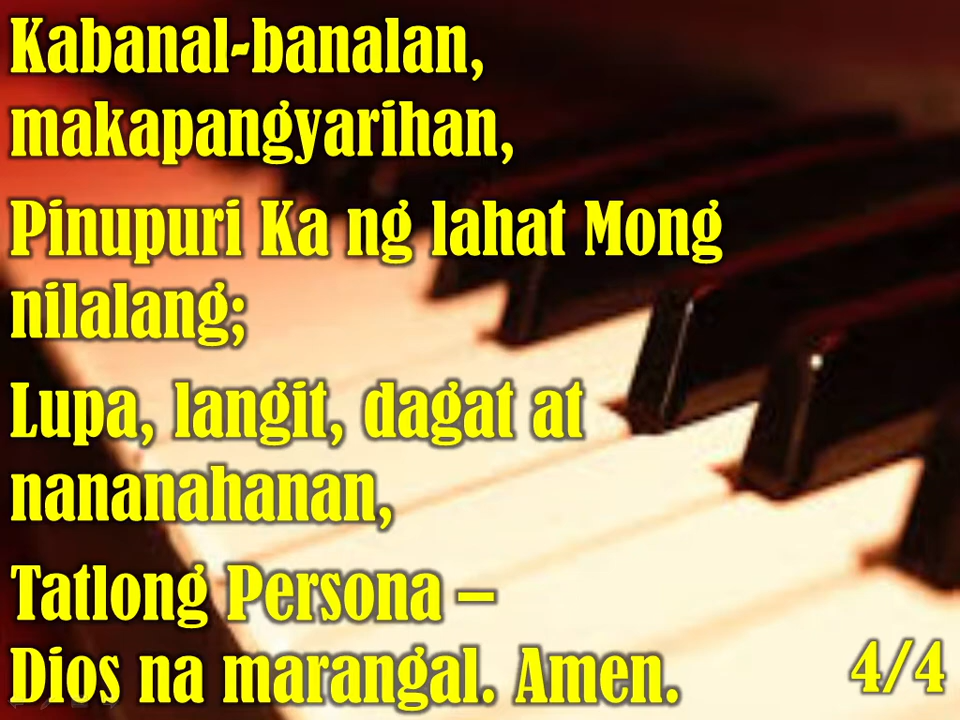 Kabanal-banalan,
makapangyarihan,
Pinupuri Ka ng lahat Mong
nilalang;
Lupa, langit, dagat at
nananahanan,
Tatlong Persona –
Dios na marangal. Amen.
4/4